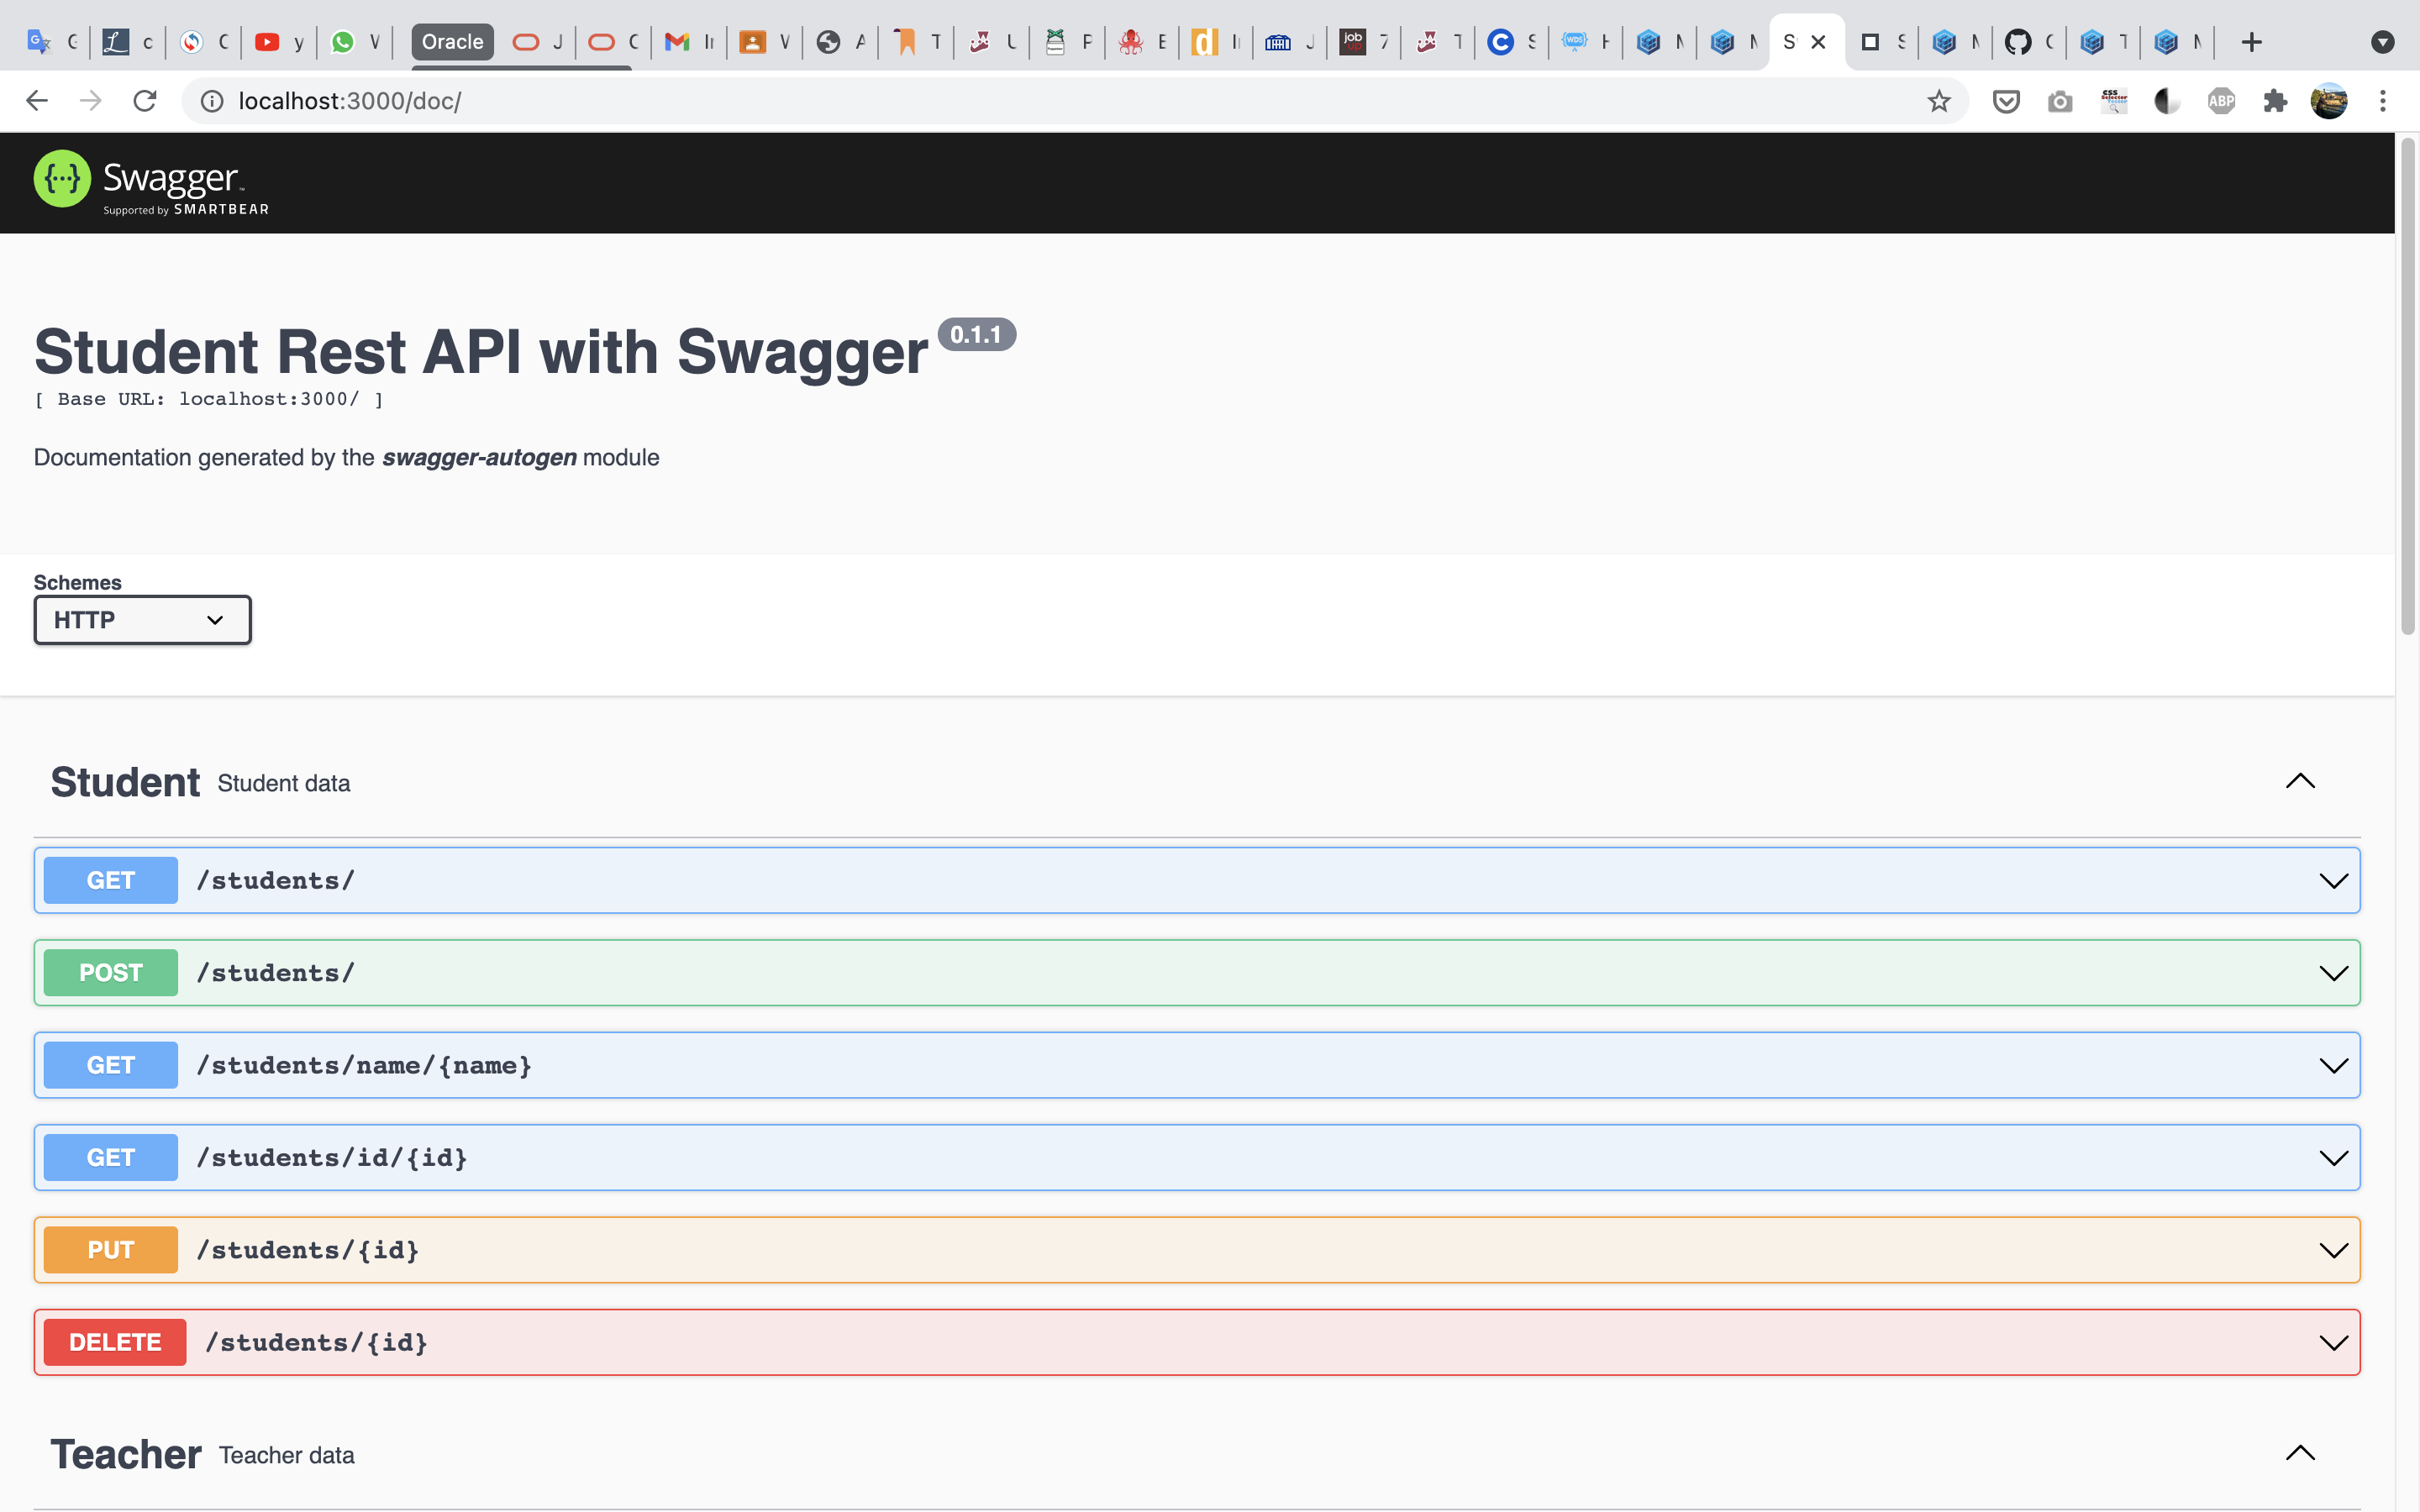 Oracle
localhost:3000/doc/
Swagger
Supported by SMARTBEAR
Student Rest API with Swagger 0.1.1
[ Base URL: localhost:3000/ ]
Documentation generated by the swagger-autogen module
Schemes
HTTP
Student Student data
GET /students/
POST /students/
GET /students/name/{name}
GET /students/id/{id}
PUT /students/{id}
DELETE /students/{id}
Teacher Teacher data